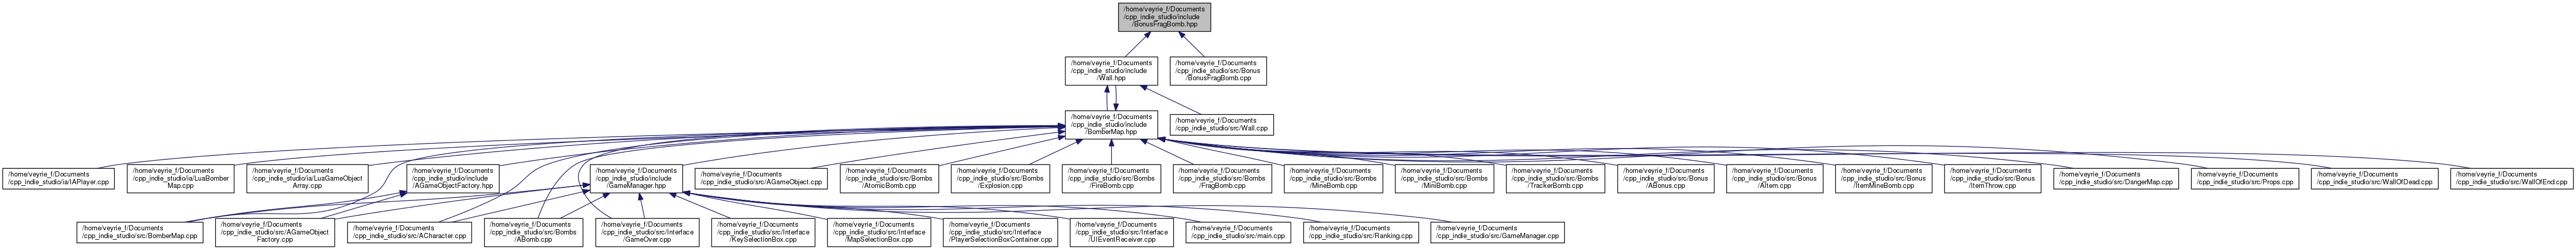 /home/veyrie_f/Documents
/cpp_indie_studio/include
/BonusFragBomb.hpp
/home/veyrie_f/Documents
/cpp_indie_studio/include
/Wall.hpp
/home/veyrie_f/Documents
/cpp_indie_studio/src/Bonus
/BonusFragBomb.cpp
/home/veyrie_f/Documents
/cpp_indie_studio/include
/BomberMap.hpp
/home/veyrie_f/Documents
/cpp_indie_studio/src/Wall.cpp
/home/veyrie_f/Documents
/cpp_indie_studio/ia/IAPlayer.cpp
/home/veyrie_f/Documents
/cpp_indie_studio/ia/LuaBomber
Map.cpp
/home/veyrie_f/Documents
/cpp_indie_studio/ia/LuaGameObject
Array.cpp
/home/veyrie_f/Documents
/cpp_indie_studio/include
/AGameObjectFactory.hpp
/home/veyrie_f/Documents
/cpp_indie_studio/include
/GameManager.hpp
/home/veyrie_f/Documents
/cpp_indie_studio/src/AGameObject.cpp
/home/veyrie_f/Documents
/cpp_indie_studio/src/Bombs
/AtomicBomb.cpp
/home/veyrie_f/Documents
/cpp_indie_studio/src/Bombs
/Explosion.cpp
/home/veyrie_f/Documents
/cpp_indie_studio/src/Bombs
/FireBomb.cpp
/home/veyrie_f/Documents
/cpp_indie_studio/src/Bombs
/FragBomb.cpp
/home/veyrie_f/Documents
/cpp_indie_studio/src/Bombs
/MineBomb.cpp
/home/veyrie_f/Documents
/cpp_indie_studio/src/Bombs
/MiniBomb.cpp
/home/veyrie_f/Documents
/cpp_indie_studio/src/Bombs
/TrackerBomb.cpp
/home/veyrie_f/Documents
/cpp_indie_studio/src/Bonus
/ABonus.cpp
/home/veyrie_f/Documents
/cpp_indie_studio/src/Bonus
/AItem.cpp
/home/veyrie_f/Documents
/cpp_indie_studio/src/Bonus
/ItemMineBomb.cpp
/home/veyrie_f/Documents
/cpp_indie_studio/src/Bonus
/ItemThrow.cpp
/home/veyrie_f/Documents
/cpp_indie_studio/src/DangerMap.cpp
/home/veyrie_f/Documents
/cpp_indie_studio/src/Props.cpp
/home/veyrie_f/Documents
/cpp_indie_studio/src/WallOfDead.cpp
/home/veyrie_f/Documents
/cpp_indie_studio/src/WallOfEnd.cpp
/home/veyrie_f/Documents
/cpp_indie_studio/src/BomberMap.cpp
/home/veyrie_f/Documents
/cpp_indie_studio/src/AGameObject
Factory.cpp
/home/veyrie_f/Documents
/cpp_indie_studio/src/ACharacter.cpp
/home/veyrie_f/Documents
/cpp_indie_studio/src/Bombs
/ABomb.cpp
/home/veyrie_f/Documents
/cpp_indie_studio/src/Interface
/GameOver.cpp
/home/veyrie_f/Documents
/cpp_indie_studio/src/Interface
/KeySelectionBox.cpp
/home/veyrie_f/Documents
/cpp_indie_studio/src/Interface
/MapSelectionBox.cpp
/home/veyrie_f/Documents
/cpp_indie_studio/src/Interface
/PlayerSelectionBoxContainer.cpp
/home/veyrie_f/Documents
/cpp_indie_studio/src/Interface
/UIEventReceiver.cpp
/home/veyrie_f/Documents
/cpp_indie_studio/src/main.cpp
/home/veyrie_f/Documents
/cpp_indie_studio/src/Ranking.cpp
/home/veyrie_f/Documents
/cpp_indie_studio/src/GameManager.cpp